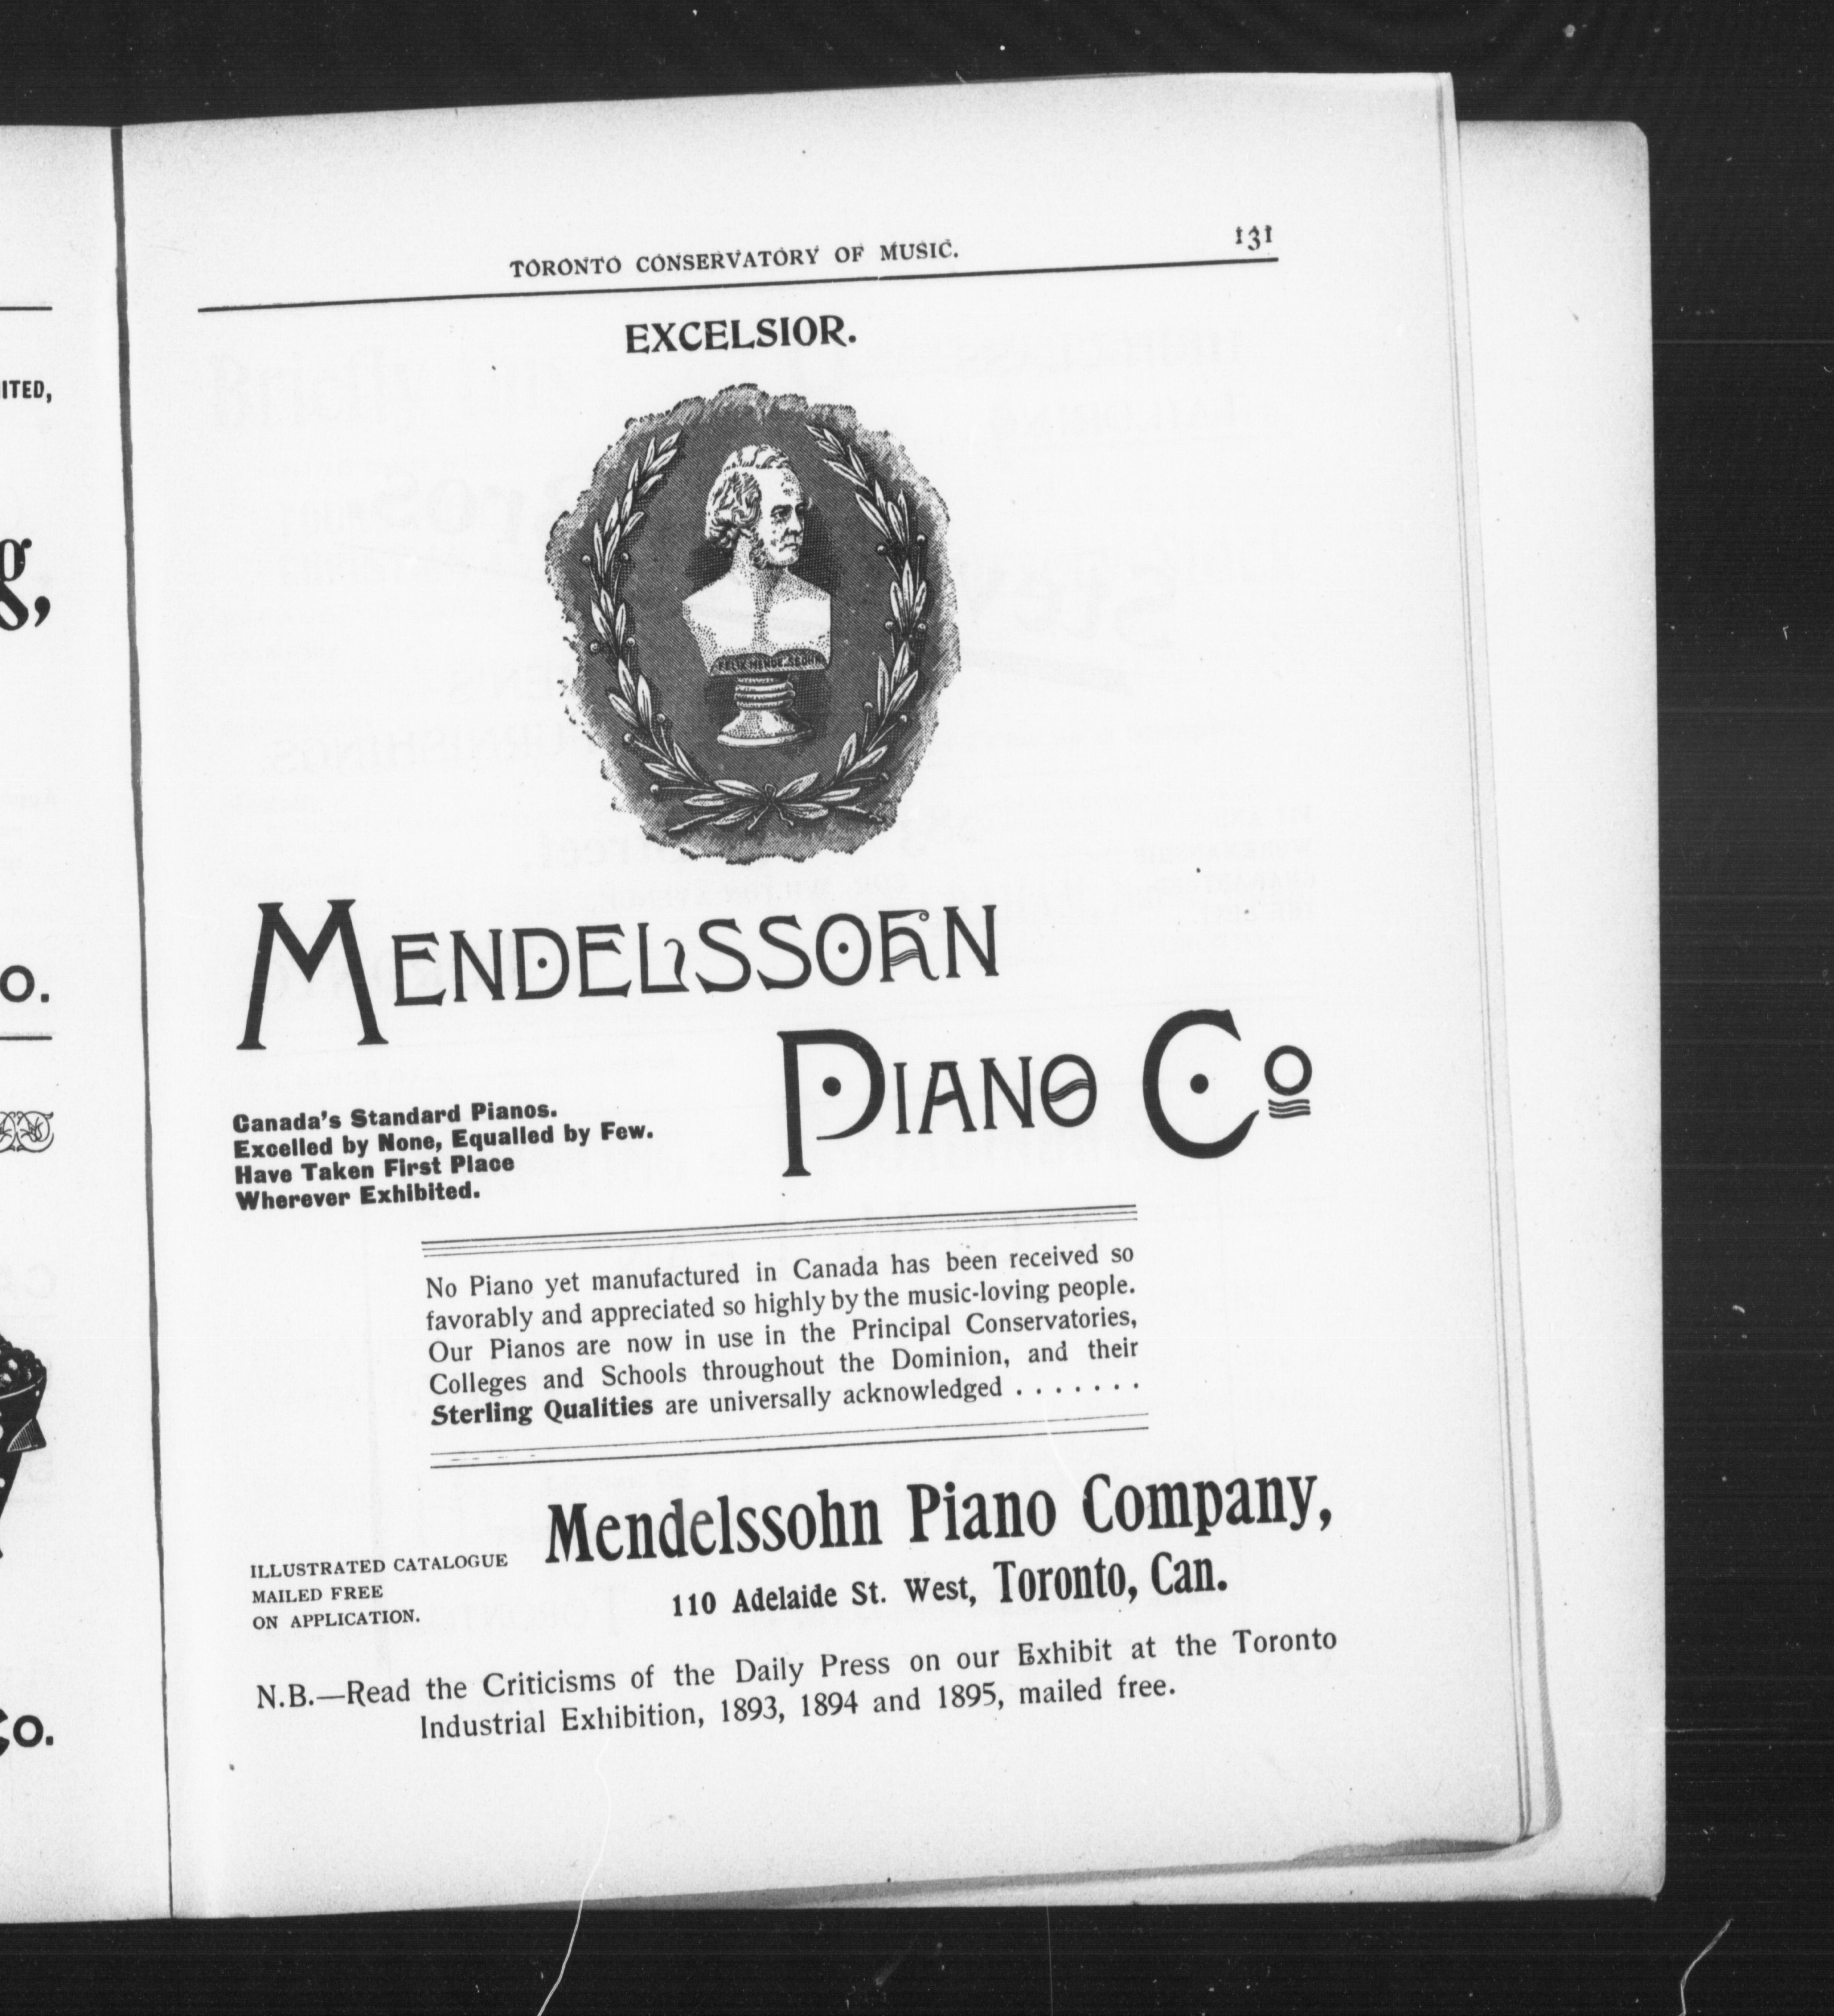 ITED,
g,
o.
Co.
TORONTO CONSERVATORY OF MUSIC. 131
EXCELSIOR.
FELIX MENDELSSOHN
MENDELSSOHN
PIANO Co
Canada's Standard Pianos.
Excelled by None, Equalled by Few.
Have Taken First Place
Wherever Exhibited.
No Piano yet manufactured in Canada has been received so
favorably and appreciated so highly by the music-loving people.
Our Pianos are now in use in the Principal Conservatories,
Colleges and Schools throughout the Dominion, and their
Sterling Qualities are universally acknowledged . . . . . . .
Mendelssohn Piano Company,
110 Adelaide St. West, Toronto, Can.
ILLUSTRATED CATALOGUE
MAILED FREE
ON APPLICATION.
N.B.—Read the Criticisms of the Daily Press on our Exhibit at the Toronto
Industrial Exhibition, 1893, 1894 and 1895, mailed free.